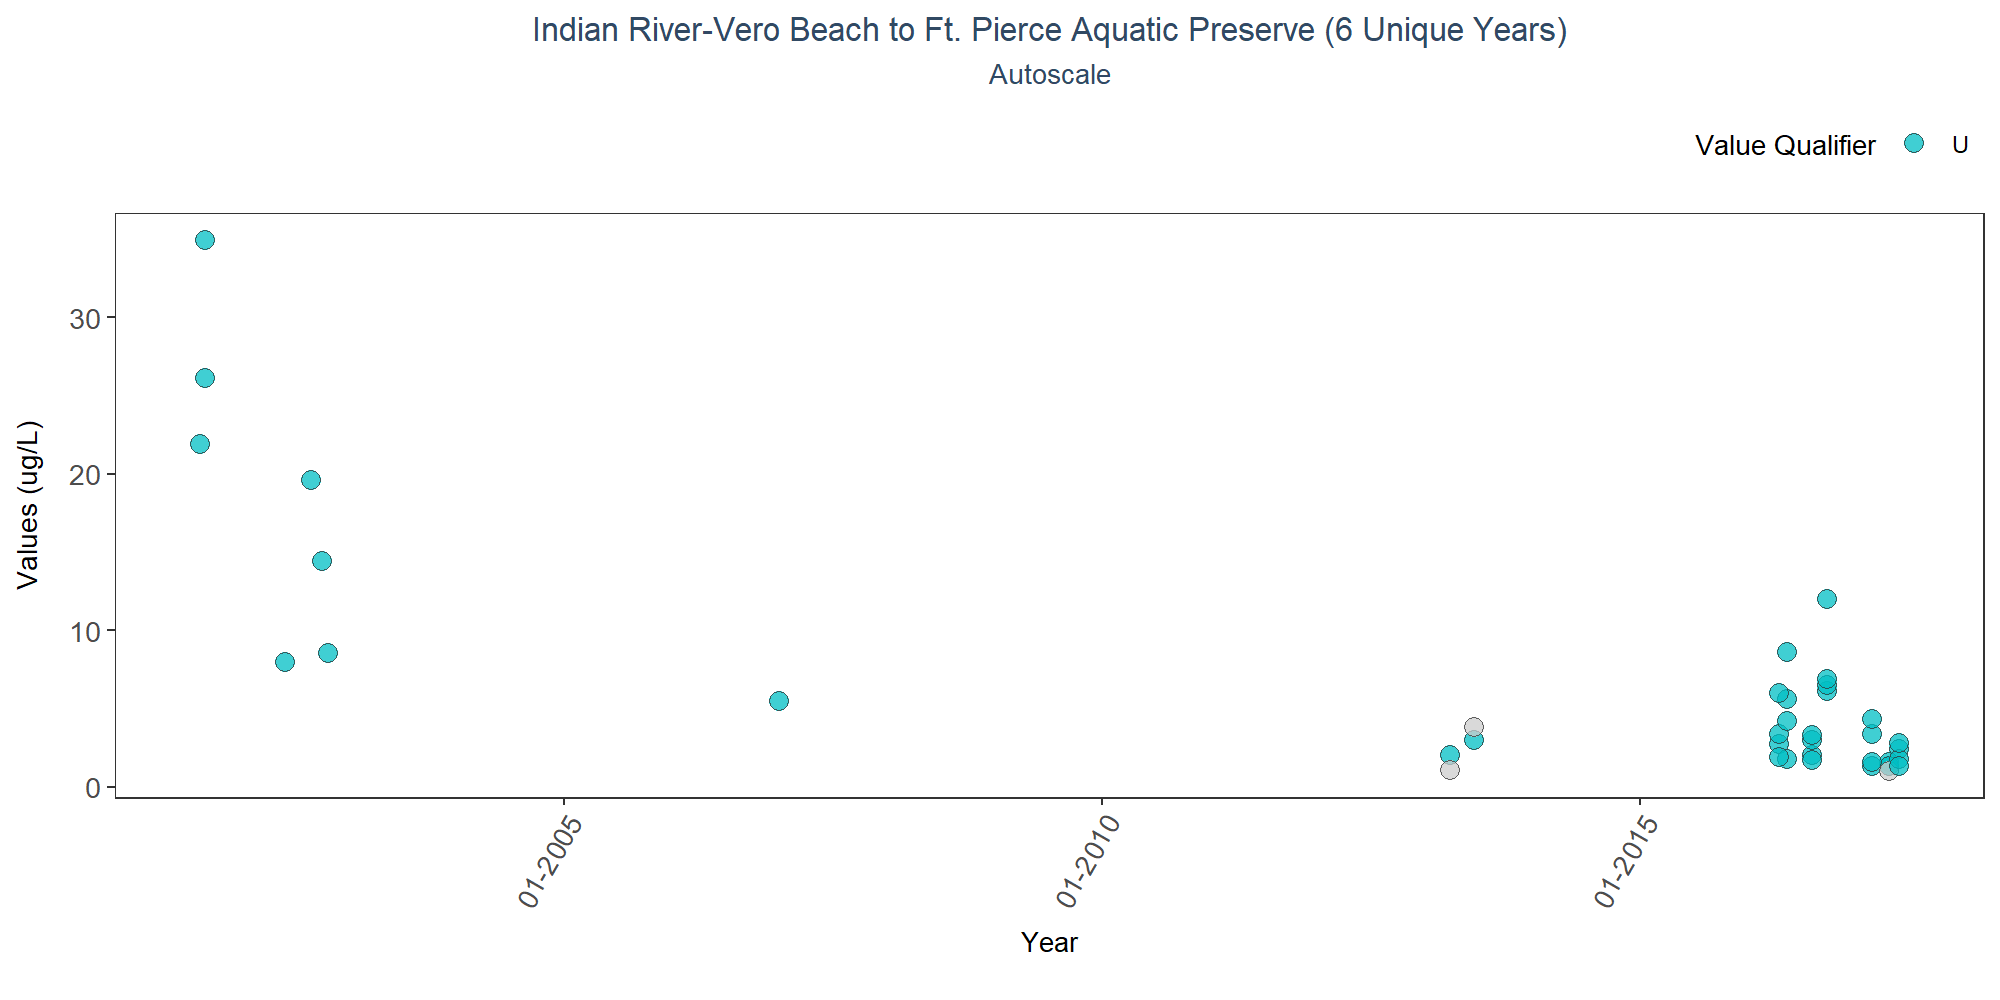 Indian River-Vero Beach to Ft. Pierce Aquatic Preserve (6 Unique Years)
Autoscale
Value Qualifier U
Values (ug/L)
30
20
10
0
01-2005
01-2010
01-2015
Year